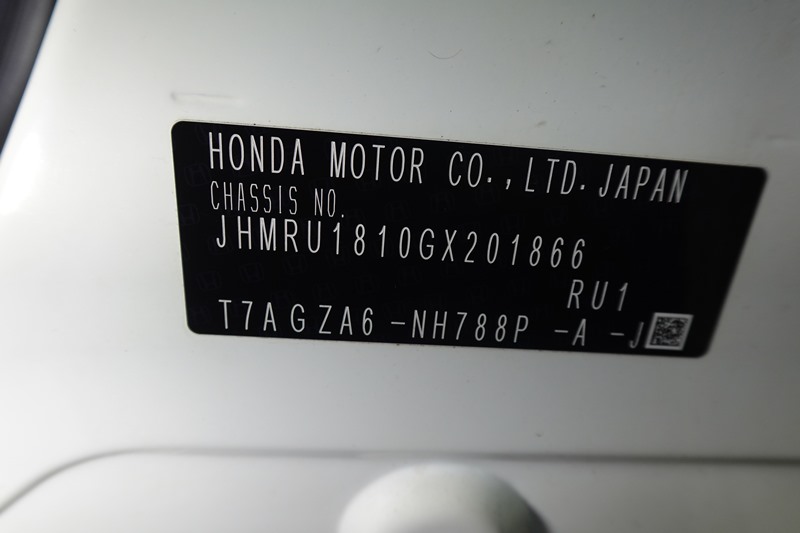 HONDA MOTOR CO.,LTD.JAPAN
CHASSIS NO.
JHMRU1810GX201866
RU1
T7AGZA6 -NH788P -A -J